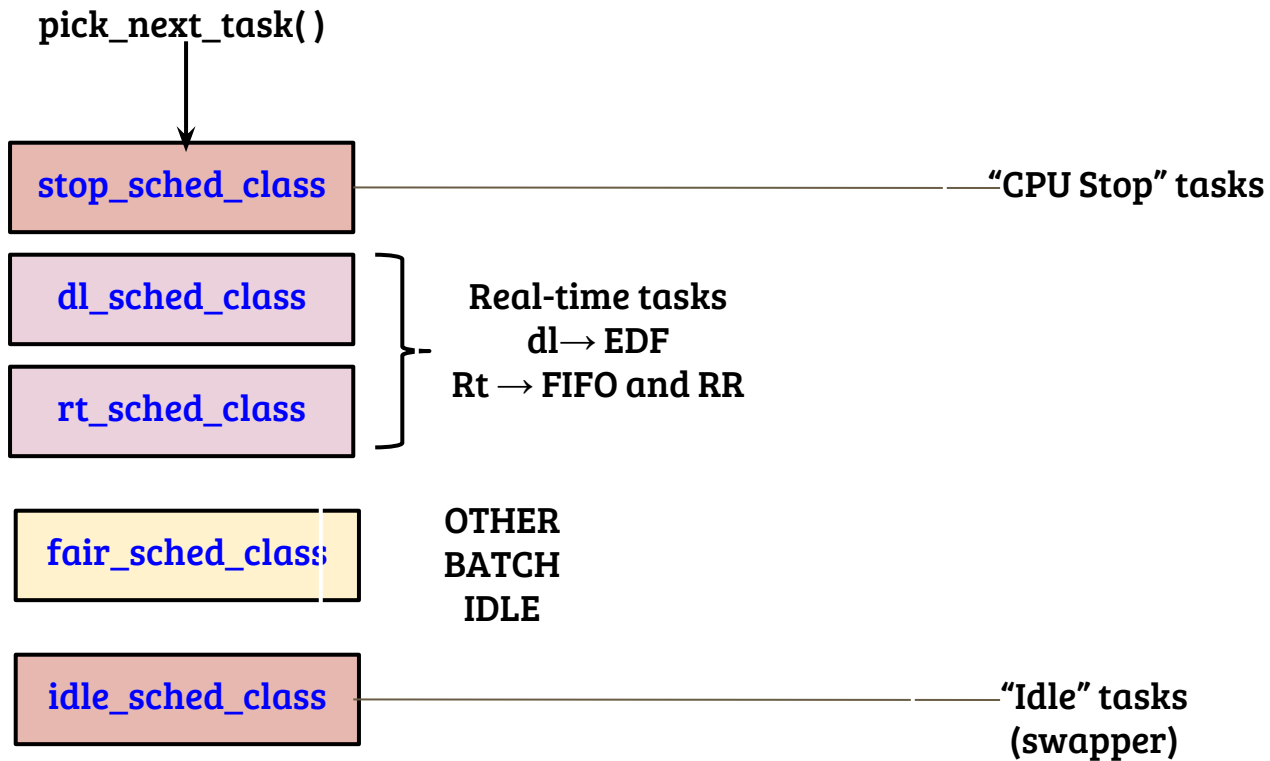 pick_next_task( )
stop_sched_class
“CPU Stop” tasks
dl_sched_class
Real-time tasks
dl→ EDF
Rt → FIFO and RR
rt_sched_class
fair_sched_class
OTHER
BATCH
IDLE
idle_sched_class
“Idle” tasks
(swapper)